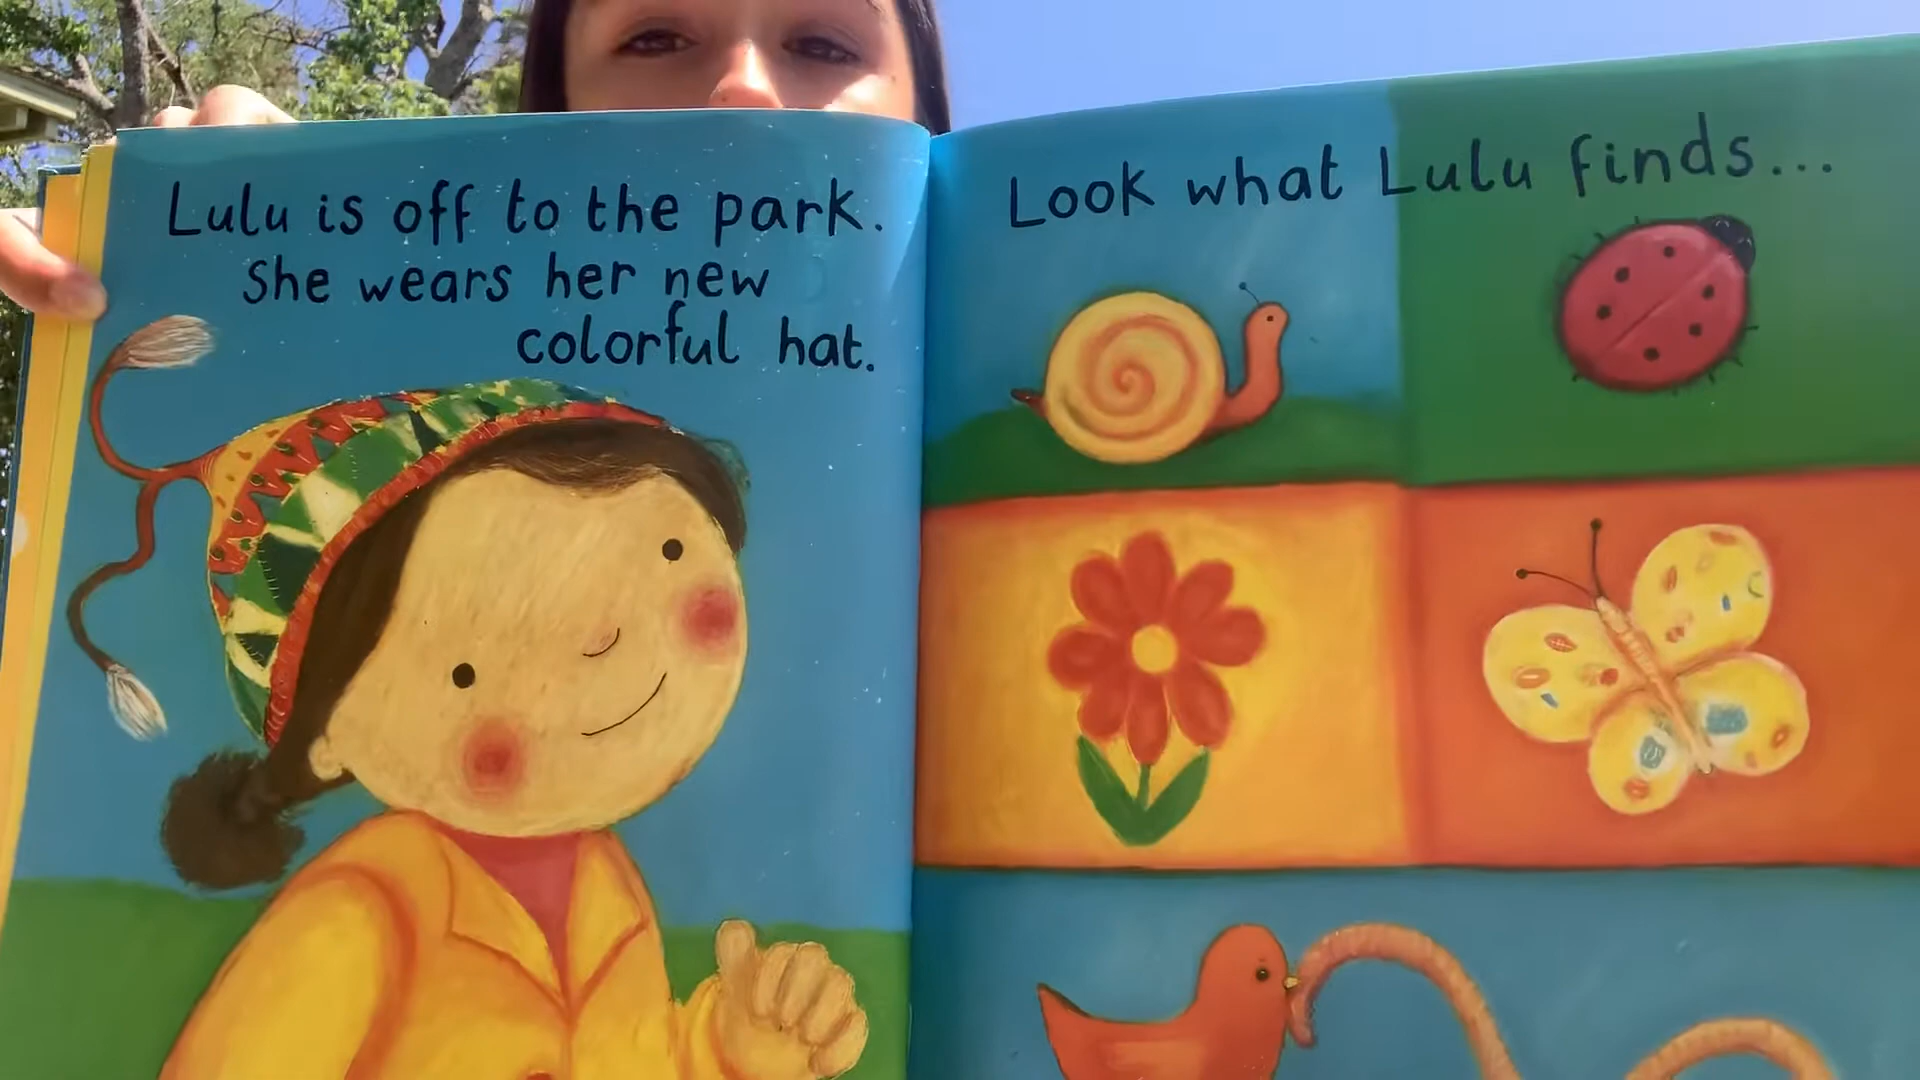 Lulu is off to the park.
She wears her new
colorful hat.
Look what Lulu finds...